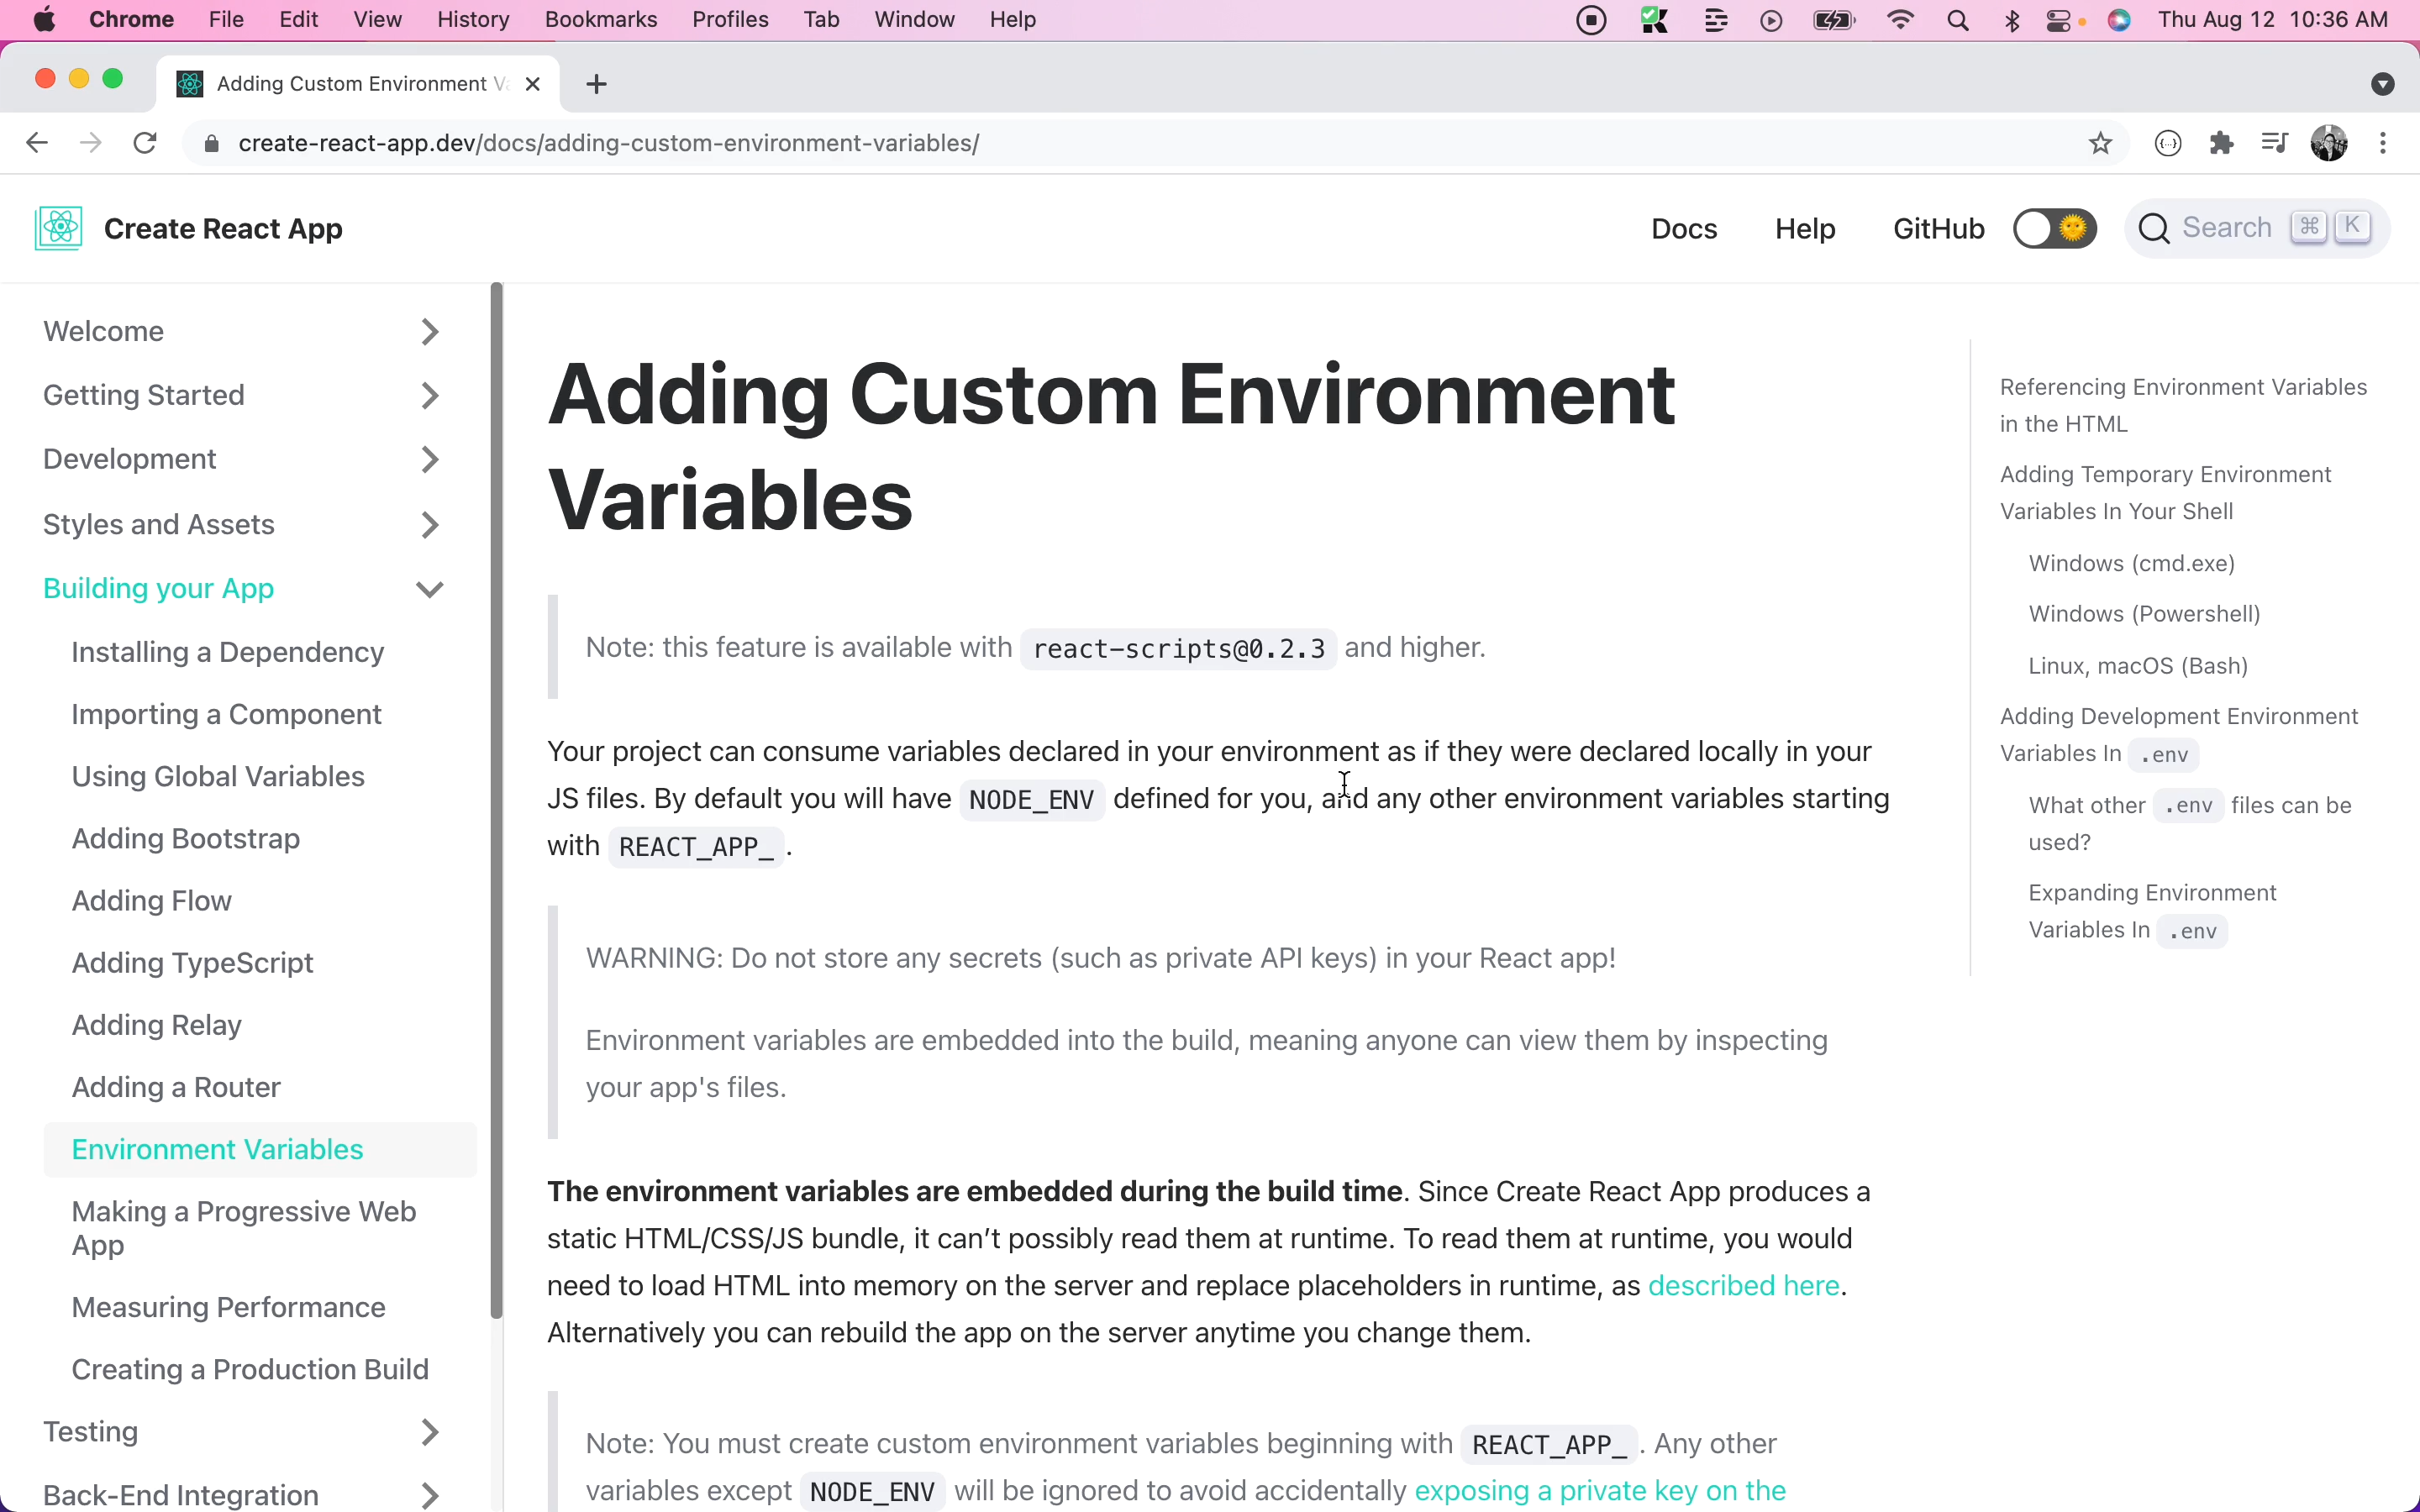 Chrome File Edit View History Bookmarks Profiles Tab Window Help Thu Aug 12 10:36 AM
Adding Custom Environment Va
create-react-app.dev/docs/adding-custom-environment-variables/
Create React App
Docs Help GitHub Search ⌘ K
Welcome
Getting Started
Development
Styles and Assets
Building your App
Installing a Dependency
Importing a Component
Using Global Variables
Adding Bootstrap
Adding Flow
Adding TypeScript
Adding Relay
Adding a Router
Environment Variables
Making a Progressive Web
App
Measuring Performance
Creating a Production Build
Testing
Back-End Integration
Adding Custom Environment
Variables
Note: this feature is available with react-scripts@0.2.3 and higher.
Your project can consume variables declared in your environment as if they were declared locally in your
JS files. By default you will have NODE_ENV defined for you, and any other environment variables starting
with REACT_APP_ .
WARNING: Do not store any secrets (such as private API keys) in your React app!
Environment variables are embedded into the build, meaning anyone can view them by inspecting
your app's files.
The environment variables are embedded during the build time. Since Create React App produces a
static HTML/CSS/JS bundle, it can’t possibly read them at runtime. To read them at runtime, you would
need to load HTML into memory on the server and replace placeholders in runtime, as described here.
Alternatively you can rebuild the app on the server anytime you change them.
Note: You must create custom environment variables beginning with REACT_APP_ . Any other
variables except NODE_ENV will be ignored to avoid accidentally exposing a private key on the
Referencing Environment Variables
in the HTML
Adding Temporary Environment
Variables In Your Shell
Windows (cmd.exe)
Windows (Powershell)
Linux, macOS (Bash)
Adding Development Environment
Variables In .env
What other .env files can be
used?
Expanding Environment
Variables In .env